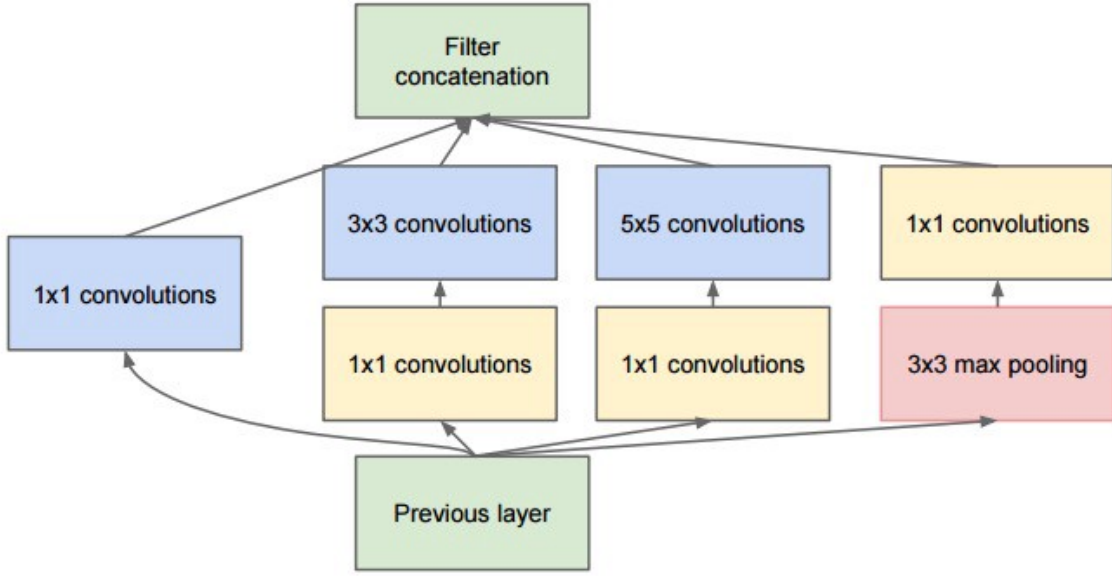 Filter
concatenation
3x3 convolutions
5x5 convolutions
1x1 convolutions
1x1 convolutions
1x1 convolutions
1x1 convolutions
3x3 max pooling
Previous layer